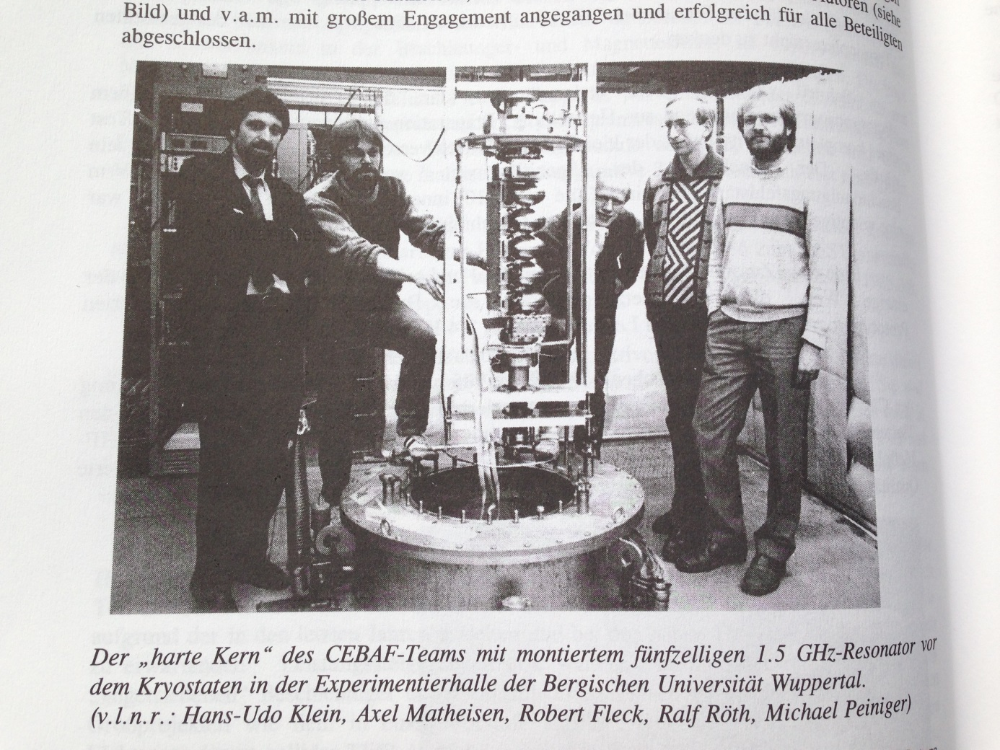 toren (siehe
Bild) und v.a.m. mit großem Engagement angegangen und erfolgreich für alle Beteiligten
abgeschlossen.
Der „harte Kern“ des CEBAF-Teams mit montiertem fünfzelligen 1.5 GHz-Resonator vor
dem Kryostaten in der Experimentierhalle der Bergischen Universität Wuppertal.
(v.l.n.r.: Hans-Udo Klein, Axel Matheisen, Robert Fleck, Ralf Röth, Michael Peiniger)